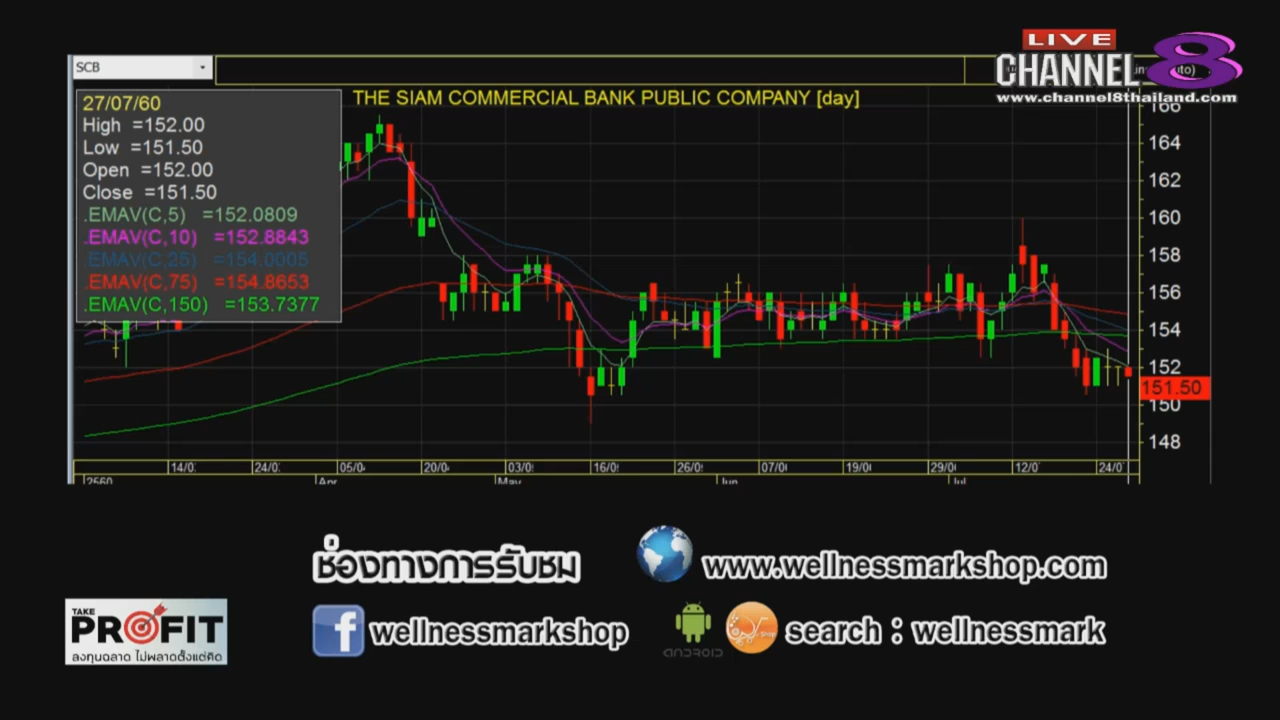 LIVE
CHANNEL 8
www.channel8thailand.com
SCB
THE SIAM COMMERCIAL BANK PUBLIC COMPANY [day]
27/07/60
High =152.00
Low =151.50
Open =152.00
Close =151.50
.EMAV(C,5) =152.0809
.EMAV(C,10) =152.8843
.EMAV(C,25) =154.0005
.EMAV(C,75) =154.8653
.EMAV(C,150) =153.7377
166
164
162
160
158
156
154
152
151.50
150
148
14/0 24/0 05/0 20/0 03/0 16/0 26/0 07/0 19/0 29/0 12/0 24/0
2560 Apr May Jun Jul
ช่องทางการรับชม
www.wellnessmarkshop.com
wellnessmarkshop
ANDROID
search : wellnessmark
TAKE
PROFIT
ลงทุนฉลาด ไม่พลาดตั้งแต่คิด